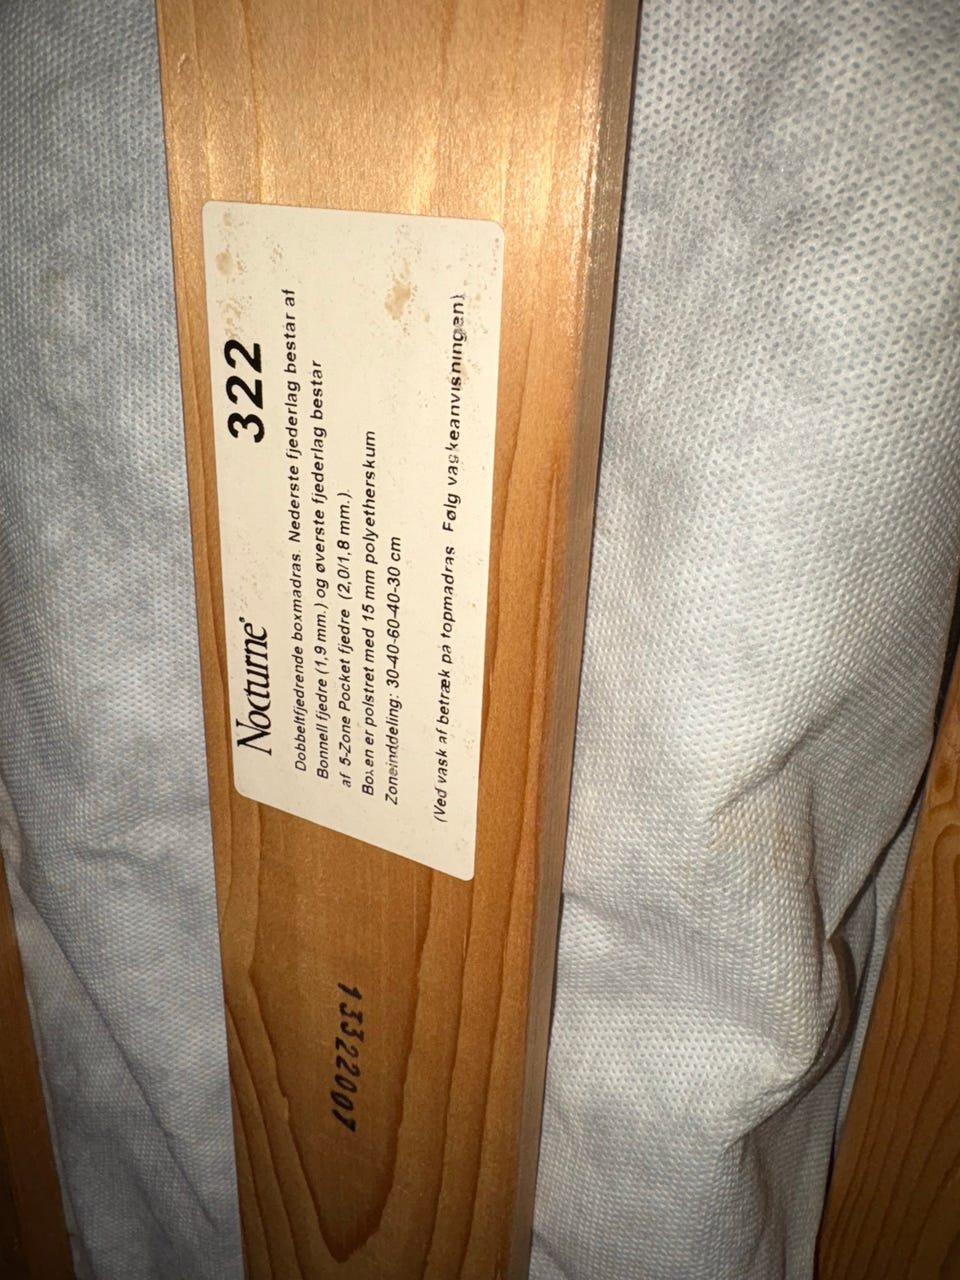 Nocturne® 322
Dobbeltfjedrende boxmadras. Nederste fjederlag består af
Bonnell fjedre (1,9 mm.) og øverste fjederlag består
af 5-Zone Pocket fjedre (2,0/1,8 mm.).
Boxen er polstret med 15 mm polyetherskum
Zoneinddeling: 30-40-60-40-30 cm
(Ved vask af betræk på topmadras Følg vaskeanvisningen)
13322007